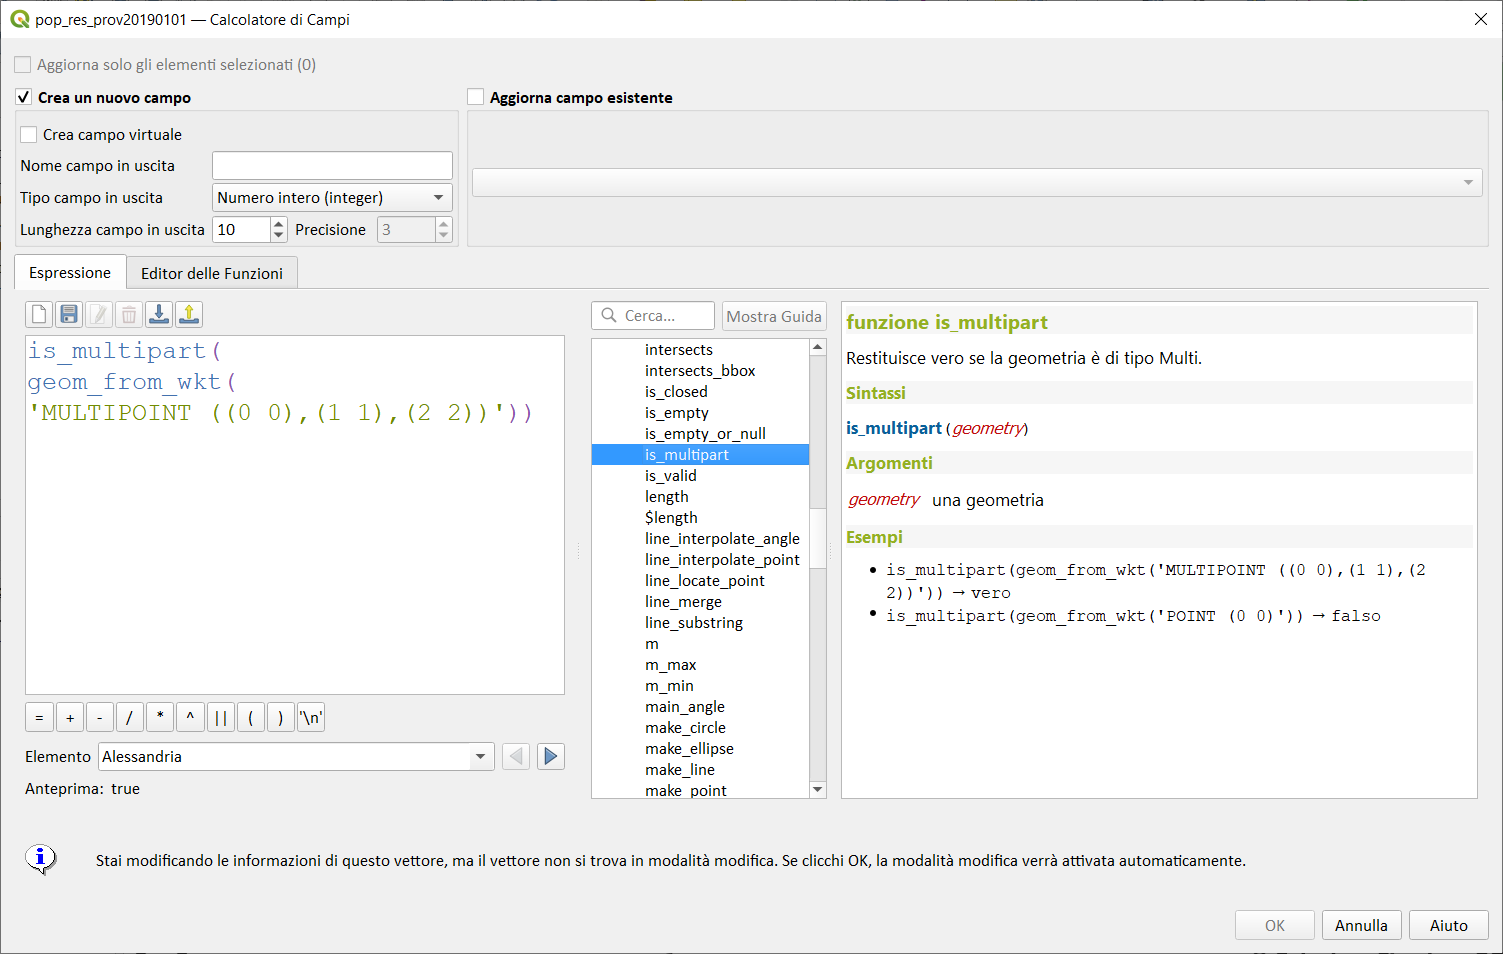 pop_res_prov20190101 — Calcolatore di Campi
Aggiorna solo gli elementi selezionati (0)
Crea un nuovo campo
Aggiorna campo esistente
Crea campo virtuale
Nome campo in uscita
Tipo campo in uscita Numero intero (integer)
Lunghezza campo in uscita 10 Precisione 3
Espressione Editor delle Funzioni
is_multipart(
geom_from_wkt(
'MULTIPOINT ((0 0),(1 1),(2 2))'))
= + - / * ^ || ( ) '\n'
Elemento Alessandria
Anteprima: true
Cerca... Mostra Guida
intersects
intersects_bbox
is_closed
is_empty
is_empty_or_null
is_multipart
is_valid
length
$length
line_interpolate_angle
line_interpolate_point
line_locate_point
line_merge
line_substring
m
m_max
m_min
main_angle
make_circle
make_ellipse
make_line
make_point
funzione is_multipart
Restituisce vero se la geometria è di tipo Multi.
Sintassi
is_multipart(geometry)
Argomenti
geometry una geometria
Esempi
• is_multipart(geom_from_wkt('MULTIPOINT ((0 0),(1 1),(2
2))')) → vero
• is_multipart(geom_from_wkt('POINT (0 0)')) → falso
Stai modificando le informazioni di questo vettore, ma il vettore non si trova in modalità modifica. Se clicchi OK, la modalità modifica verrà attivata automaticamente.
OK Annulla Aiuto